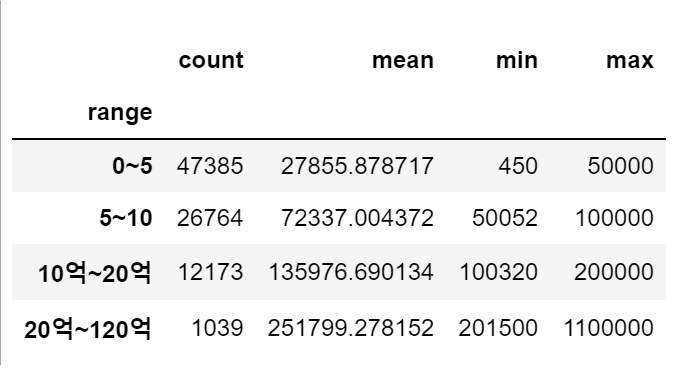 count mean min max
range
0~5 47385 27855.878717 450 50000
5~10 26764 72337.004372 50052 100000
10억~20억 12173 135976.690134 100320 200000
20억~120억 1039 251799.278152 201500 1100000